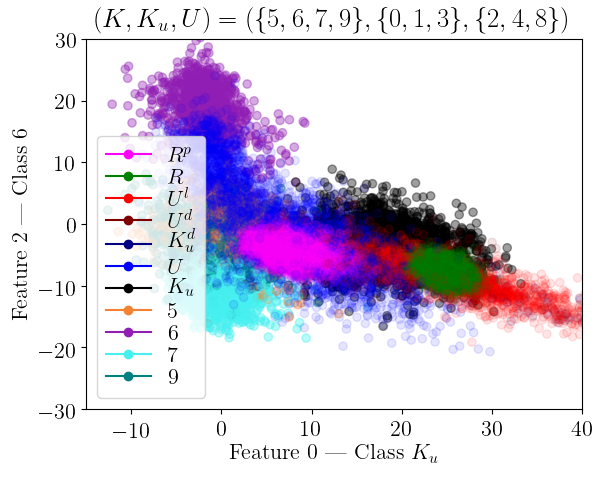 (K, K_u, U) = ({5, 6, 7, 9}, {0, 1, 3}, {2, 4, 8})
30
20
10
0
−10
−20
−30
Feature 2 — Class 6
R^p
R
U^l
U^d
K_u^d
U
K_u
5
6
7
9
−10
0
10
20
30
40
Feature 0 — Class K_u